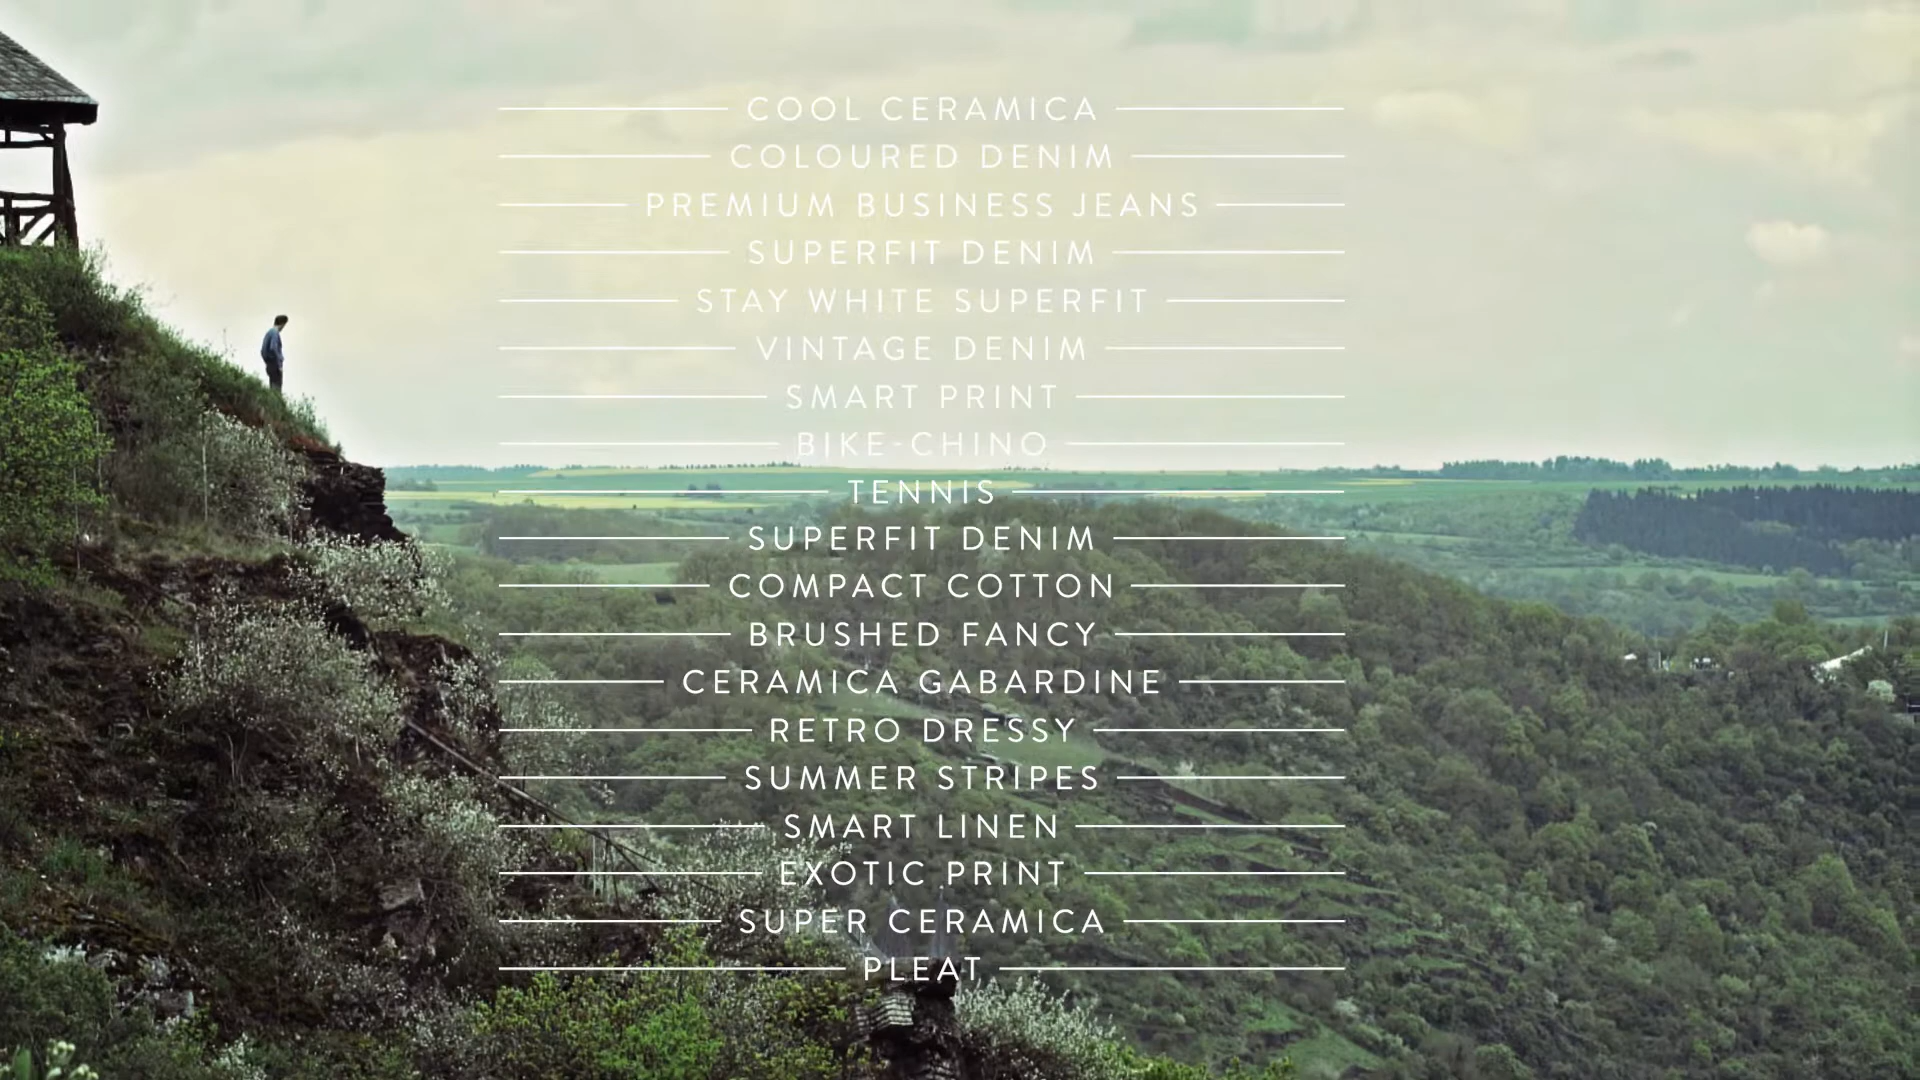 COOL CERAMICA
COLOURED DENIM
PREMIUM BUSINESS JEANS
SUPERFIT DENIM
STAY WHITE SUPERFIT
VINTAGE DENIM
SMART PRINT
BIKE-CHINO
TENNIS
SUPERFIT DENIM
COMPACT COTTON
BRUSHED FANCY
CERAMICA GABARDINE
RETRO DRESSY
SUMMER STRIPES
SMART LINEN
EXOTIC PRINT
SUPER CERAMICA
PLEAT